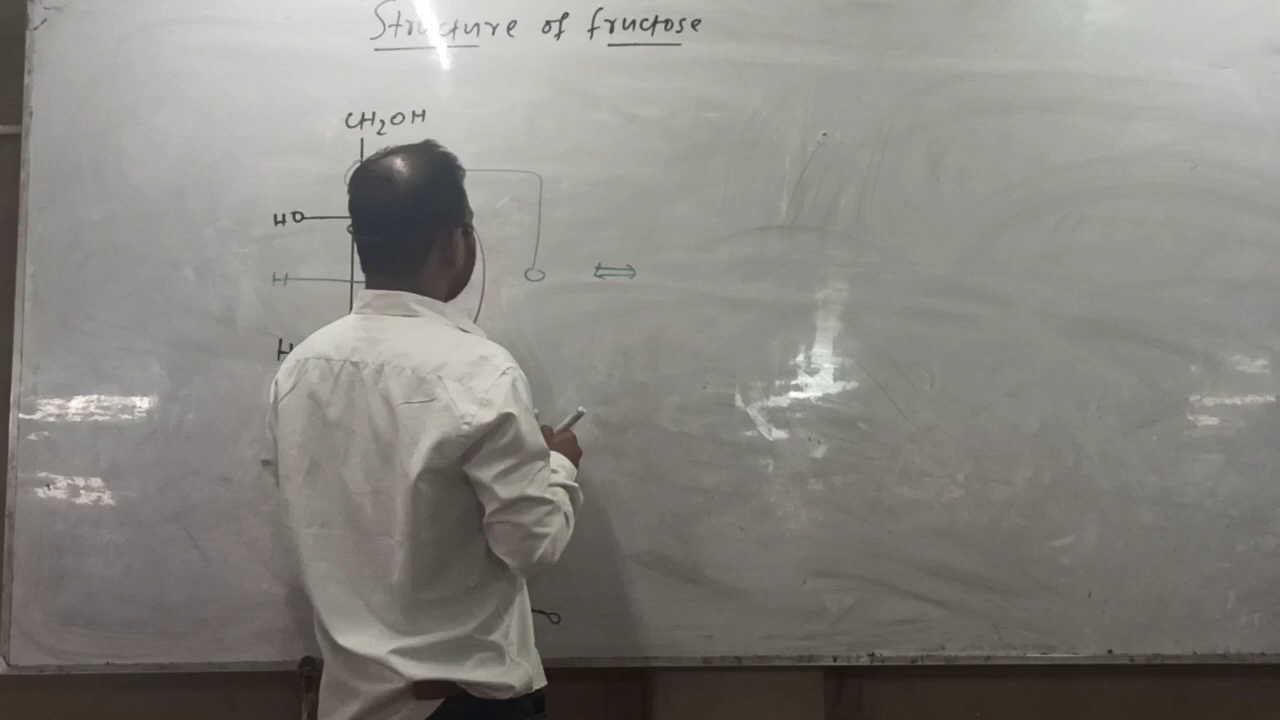 Structure of fructose
CH₂OH
HO
H
⇌
H